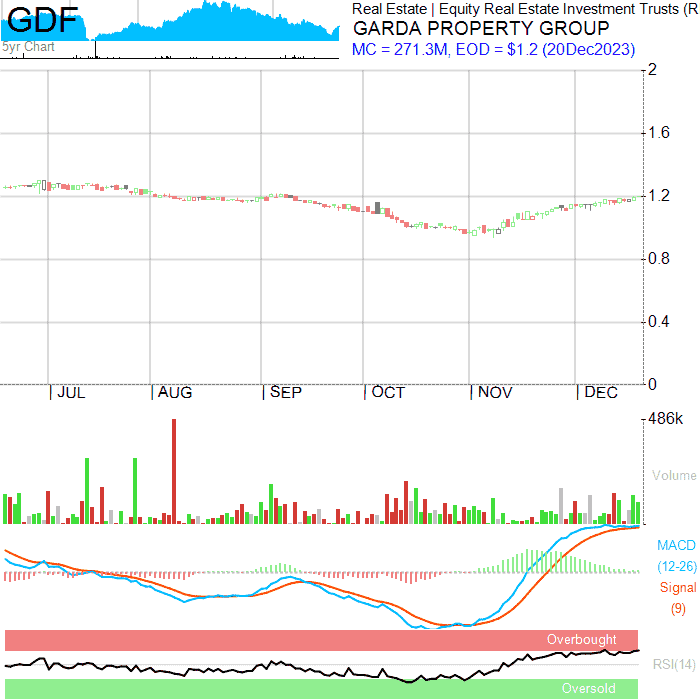 GDF
5yr Chart
Real Estate | Equity Real Estate Investment Trusts (R
GARDA PROPERTY GROUP
MC = 271.3M, EOD = $1.2 (20Dec2023)
2
1.6
1.2
0.8
0.4
0
JUL AUG SEP OCT NOV DEC
486k
Volume
MACD
(12-26)
Signal
(9)
Overbought
RSI(14)
Oversold